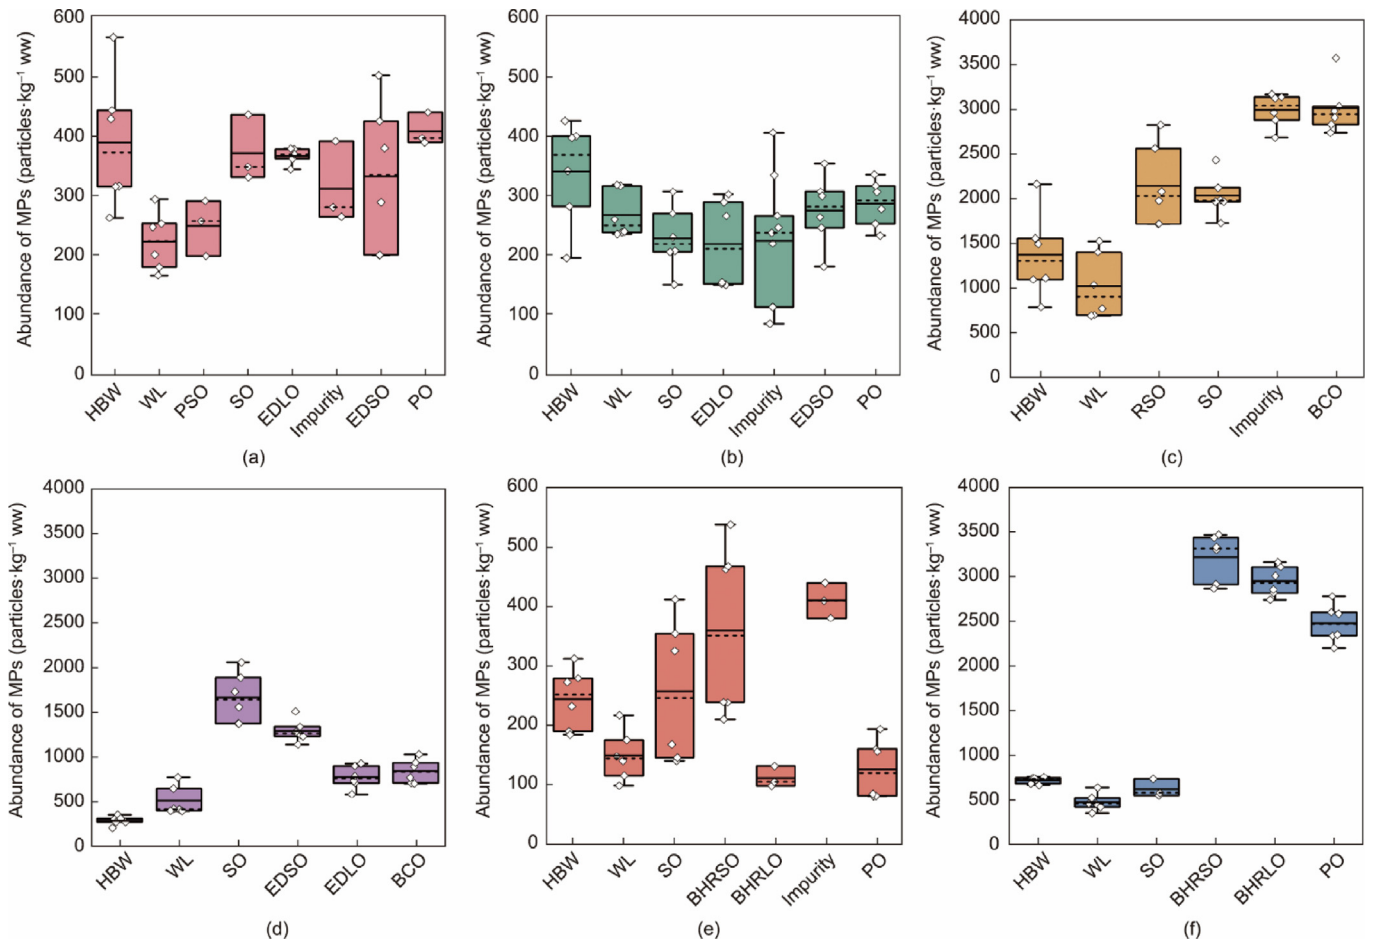 Abundance of MPs (particles·kg⁻¹ ww)
600
500
400
300
200
100
0
HBW WL PSO SO EDLO Impurity EDSO PO
(a)
Abundance of MPs (particles·kg⁻¹ ww)
600
500
400
300
200
100
0
HBW WL SO EDLO Impurity EDSO PO
(b)
Abundance of MPs (particles·kg⁻¹ ww)
4000
3500
3000
2500
2000
1500
1000
500
0
HBW WL RSO SO Impurity BCO
(c)
Abundance of MPs (particles·kg⁻¹ ww)
4000
3500
3000
2500
2000
1500
1000
500
0
HBW WL SO EDSO EDLO BCO
(d)
Abundance of MPs (particles·kg⁻¹ ww)
600
500
400
300
200
100
0
HBW WL SO BHRSO BHRLO Impurity PO
(e)
Abundance of MPs (particles·kg⁻¹ ww)
4000
3500
3000
2500
2000
1500
1000
500
0
HBW WL SO BHRSO BHRLO PO
(f)